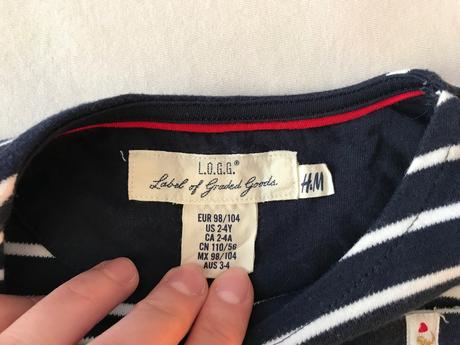 L.O.G.G.®
Label of Graded Goods.
H&M
EUR 98/104
US 2-4Y
CA 2-4A
CN 110/56
MX 98/104
AUS 3-4